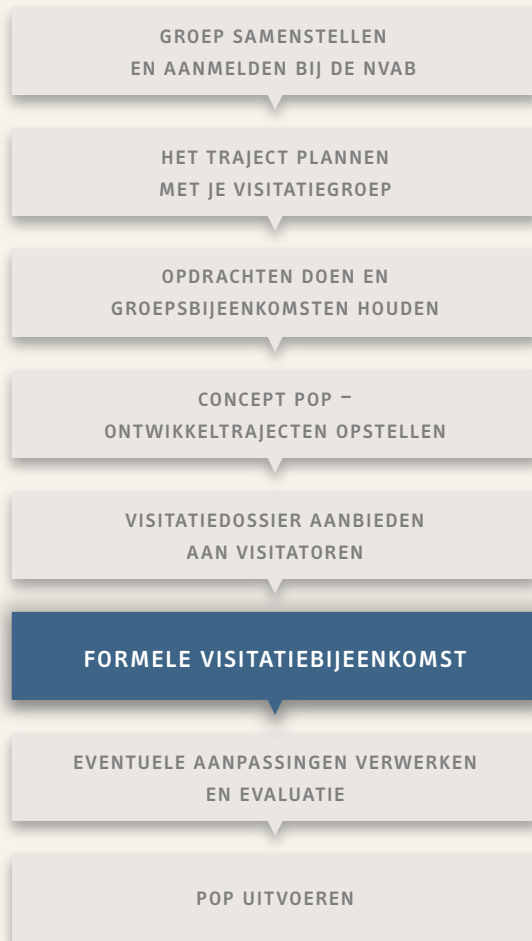 GROEP SAMENSTELLEN
EN AANMELDEN BIJ DE NVAB
HET TRAJECT PLANNEN
MET JE VISITATIEGROEP
OPDRACHTEN DOEN EN
GROEPSBIJEENKOMSTEN HOUDEN
CONCEPT POP –
ONTWIKKELTRAJECTEN OPSTELLEN
VISITATIEDOSSIER AANBIEDEN
AAN VISITATOREN
FORMELE VISITATIEBIJEENKOMST
EVENTUELE AANPASSINGEN VERWERKEN
EN EVALUATIE
POP UITVOEREN